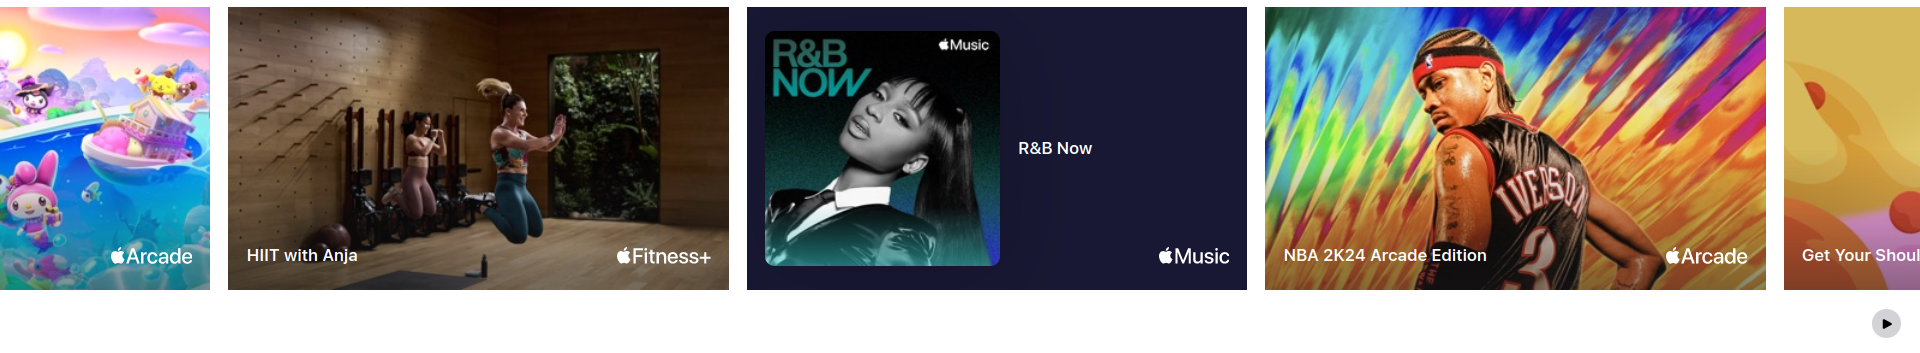 Arcade
HIIT with Anja
Fitness+
R&B
NOW
Music
R&B Now
Music
IVERSON
3
NBA 2K24 Arcade Edition
Arcade
Get Your Shoul